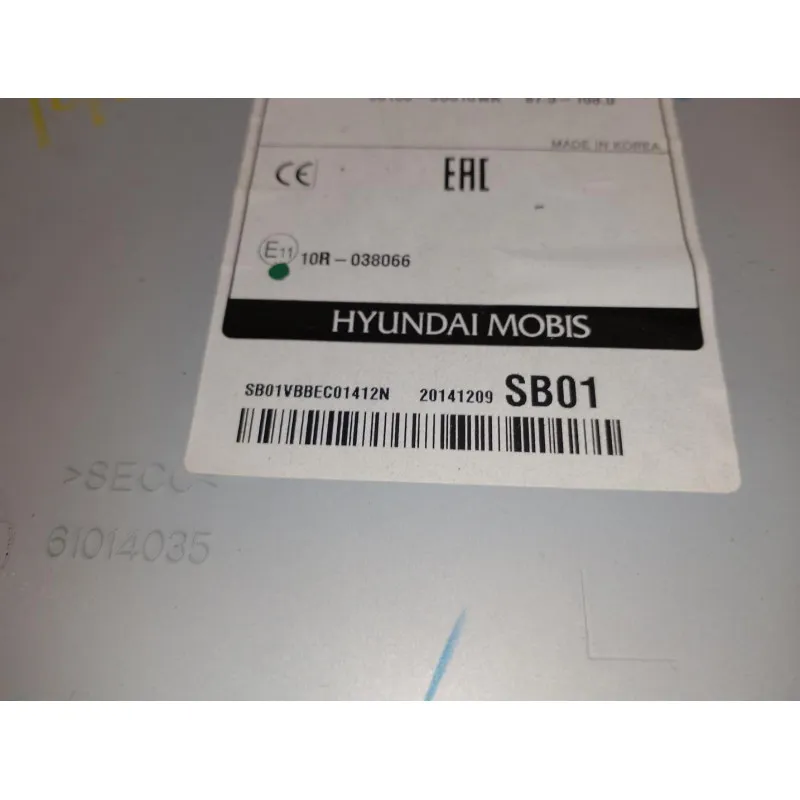 MADE IN KOREA
CE EAC
E11 10R-038066
HYUNDAI MOBIS
SB01VBBEC01412N 20141209 SB01
61014035